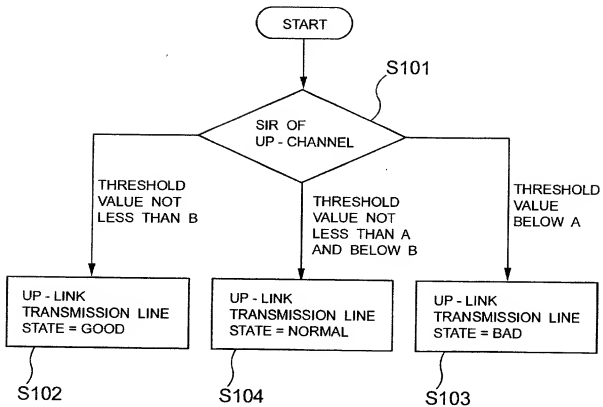 START
S101
SIR OF
UP - CHANNEL
THRESHOLD
VALUE NOT
LESS THAN B
THRESHOLD
VALUE NOT
LESS THAN A
AND BELOW B
THRESHOLD
VALUE
BELOW A
UP - LINK
TRANSMISSION LINE
STATE = GOOD
UP - LINK
TRANSMISSION LINE
STATE = NORMAL
UP - LINK
TRANSMISSION LINE
STATE = BAD
S102
S104
S103